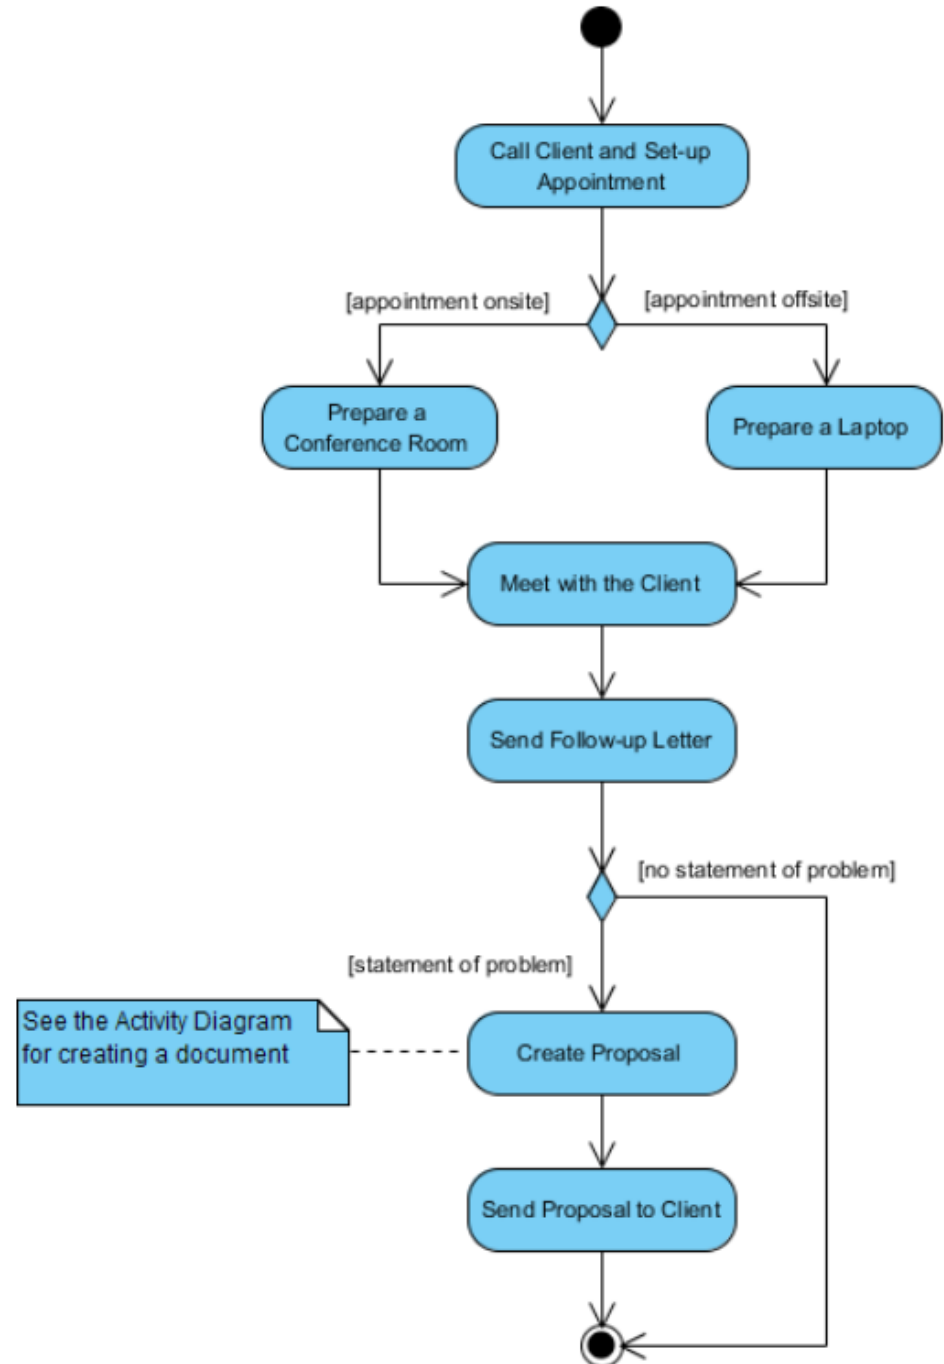 Call Client and Set-up
Appointment
[appointment onsite]
[appointment offsite]
Prepare a
Conference Room
Prepare a Laptop
Meet with the Client
Send Follow-up Letter
[no statement of problem]
[statement of problem]
See the Activity Diagram
for creating a document
Create Proposal
Send Proposal to Client